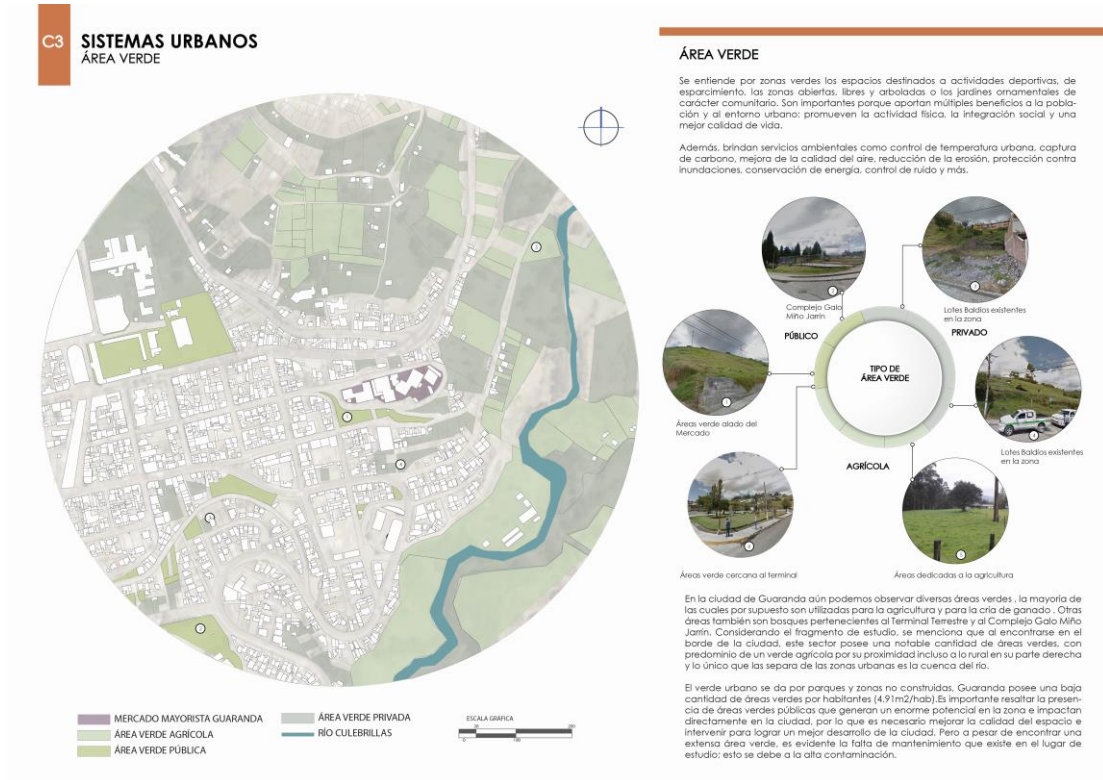 C3
SISTEMAS URBANOS
ÁREA VERDE
MERCADO MAYORISTA GUARANDA
ÁREA VERDE AGRÍCOLA
ÁREA VERDE PÚBLICA
ÁREA VERDE PRIVADA
RÍO CULEBRILLAS
ESCALA GRÁFICA
ÁREA VERDE
Se entiende por zonas verdes los espacios destinados a actividades deportivas, de
esparcimiento, las zonas abiertas, libres y arboladas o los jardines ornamentales de
carácter comunitario. Son importantes porque aportan múltiples beneficios a la pobla-
ción y al entorno urbano: promueven la actividad física, la integración social y una
mejor calidad de vida.
Además, brindan servicios ambientales como control de temperatura urbana, captura
de carbono, mejora de la calidad del aire, reducción de la erosión, protección contra
inundaciones, conservación de energía, control de ruido y más.
Complejo Galo
Miño Jarrín
Lotes Baldíos existentes
en la zona
PÚBLICO
PRIVADO
TIPO DE
ÁREA VERDE
Áreas verde alado del
Mercado
Lotes Baldíos existentes
en la zona
AGRÍCOLA
Áreas verde cercana al terminal
Áreas dedicadas a la agricultura
En la ciudad de Guaranda aún podemos observar diversas áreas verdes , la mayoría de
las cuales por supuesto son utilizadas para la agricultura y para la cria de ganado . Otras
áreas también son bosques pertenecientes al Terminal Terrestre y al Complejo Galo Miño
Jarrin. Considerando el fragmento de estudio, se menciona que al encontrarse en el
borde de la ciudad, este sector posee una notable cantidad de áreas verdes, con
predominio de un verde agrícola por su proximidad incluso a lo rural en su parte derecha
y lo único que las separa de las zonas urbanas es la cuenca del río.
El verde urbano se da por parques y zonas no construidas, Guaranda posee una baja
cantidad de áreas verdes por habitantes (4,91m2/hab).Es importante resaltar la presen-
cia de áreas verdes públicas que generan un enorme potencial en la zona e impactan
directamente en la ciudad, por lo que es necesario mejorar la calidad del espacio e
intervenir para lograr un mejor desarrollo de la ciudad. Pero a pesar de encontrar una
extensa área verde, es evidente la falta de mantenimiento que existe en el lugar de
estudio; esto se debe a la alta contaminación.